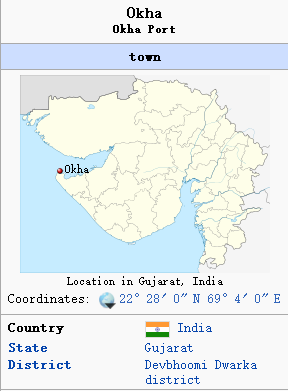 Okha
Okha Port
town
Okha
Location in Gujarat, India
Coordinates: 22° 28′ 0″ N 69° 4′ 0″ E
Country India
State Gujarat
District Devbhoomi Dwarka
district